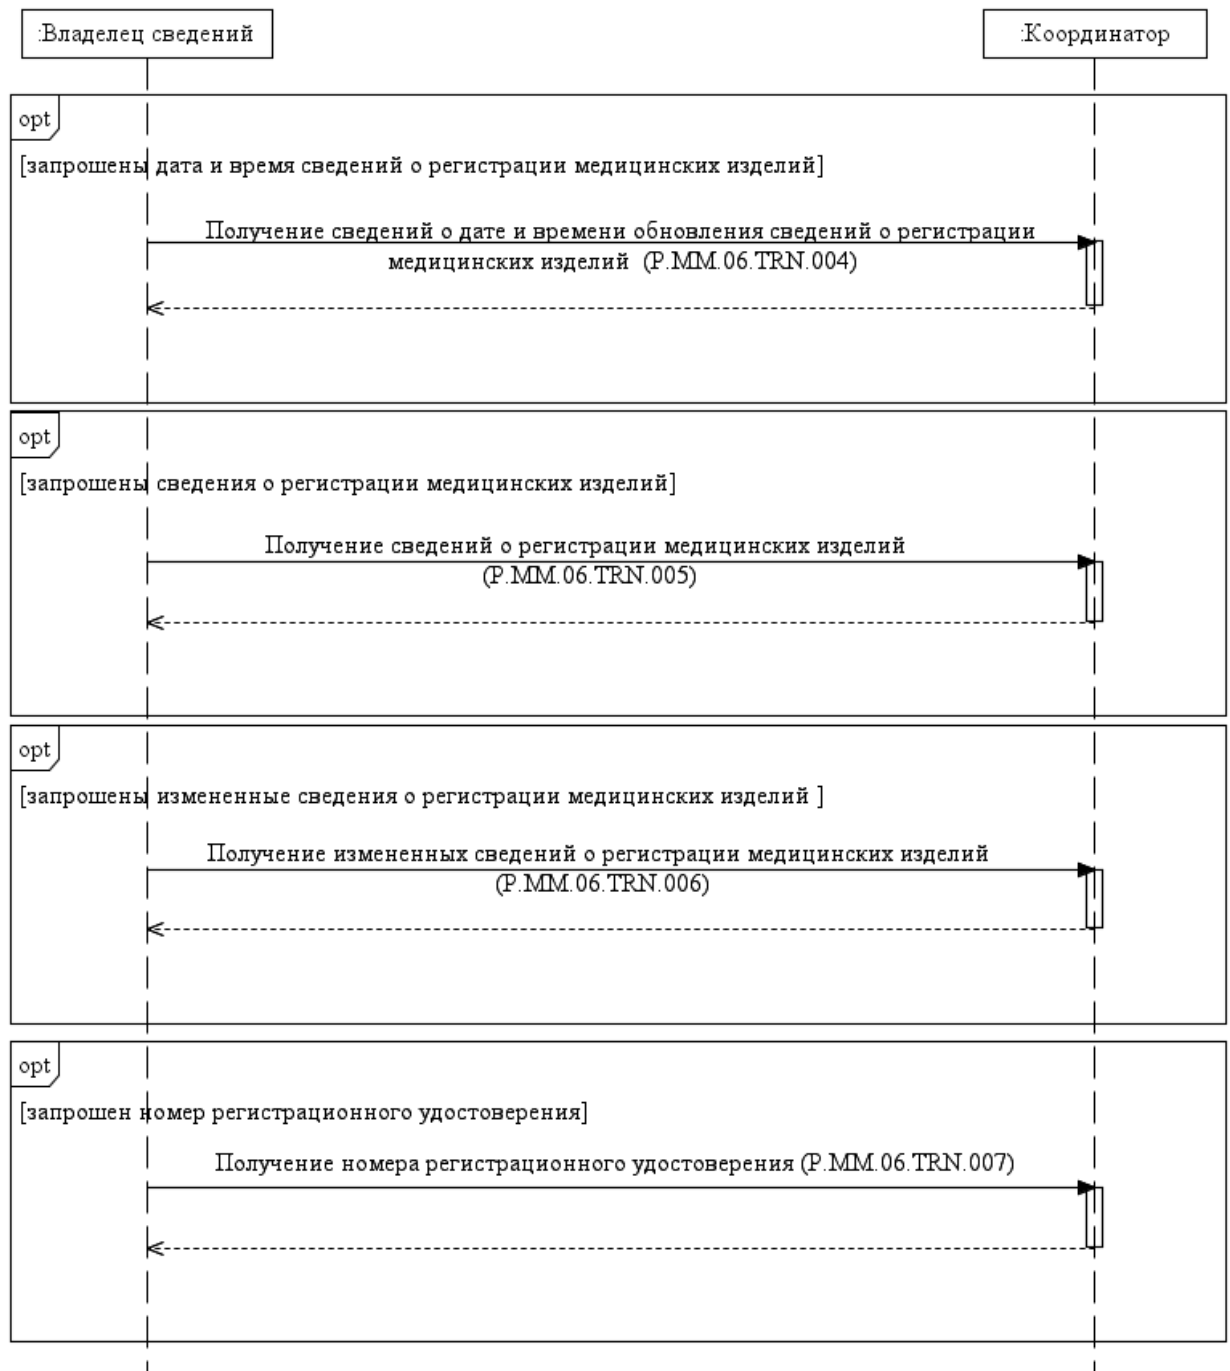 :Владелец сведений
:Координатор
opt
[запрошены дата и время сведений о регистрации медицинских изделий]
Получение сведений о дате и времени обновления сведений о регистрации
медицинских изделий (P.MM.06.TRN.004)
opt
[запрошены сведения о регистрации медицинских изделий]
Получение сведений о регистрации медицинских изделий
(P.MM.06.TRN.005)
opt
[запрошены измененные сведения о регистрации медицинских изделий ]
Получение измененных сведений о регистрации медицинских изделий
(P.MM.06.TRN.006)
opt
[запрошен номер регистрационного удостоверения]
Получение номера регистрационного удостоверения (P.MM.06.TRN.007)